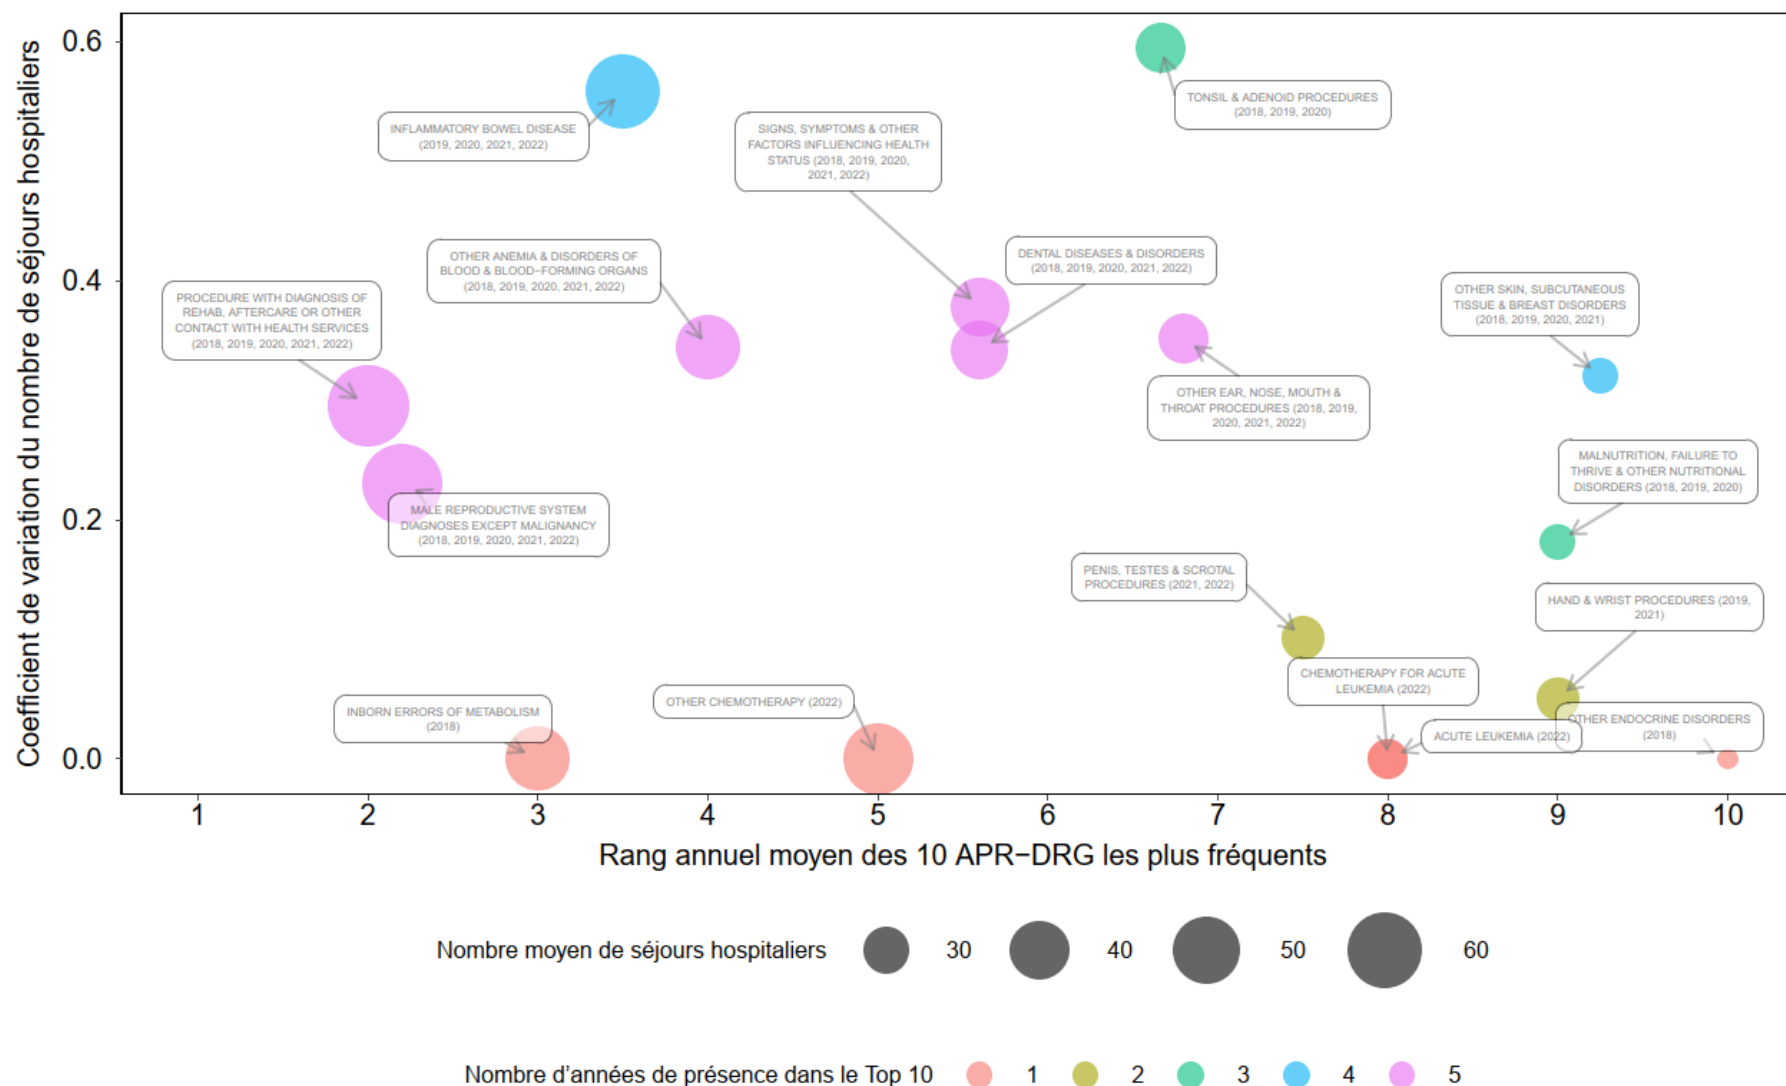 Coefficient de variation du nombre de séjours hospitaliers
0.6
0.4
0.2
0.0
TONSIL & ADENOID PROCEDURES
(2018, 2019, 2020)
INFLAMMATORY BOWEL DISEASE
(2019, 2020, 2021, 2022)
SIGNS, SYMPTOMS & OTHER
FACTORS INFLUENCING HEALTH
STATUS (2018, 2019, 2020,
2021, 2022)
OTHER ANEMIA & DISORDERS OF
BLOOD & BLOOD−FORMING ORGANS
(2018, 2019, 2020, 2021, 2022)
DENTAL DISEASES & DISORDERS
(2018, 2019, 2020, 2021, 2022)
PROCEDURE WITH DIAGNOSIS OF
REHAB, AFTERCARE OR OTHER
CONTACT WITH HEALTH SERVICES
(2018, 2019, 2020, 2021, 2022)
OTHER SKIN, SUBCUTANEOUS
TISSUE & BREAST DISORDERS
(2018, 2019, 2020, 2021)
OTHER EAR, NOSE, MOUTH &
THROAT PROCEDURES (2018, 2019,
2020, 2021, 2022)
MALNUTRITION, FAILURE TO
THRIVE & OTHER NUTRITIONAL
DISORDERS (2018, 2019, 2020)
MALE REPRODUCTIVE SYSTEM
DIAGNOSES EXCEPT MALIGNANCY
(2018, 2019, 2020, 2021, 2022)
PENIS, TESTES & SCROTAL
PROCEDURES (2021, 2022)
HAND & WRIST PROCEDURES (2019,
2021)
CHEMOTHERAPY FOR ACUTE
LEUKEMIA (2022)
OTHER CHEMOTHERAPY (2022)
INBORN ERRORS OF METABOLISM
(2018)
OTHER ENDOCRINE DISORDERS
(2018)
ACUTE LEUKEMIA (2022)
1 2 3 4 5 6 7 8 9 10
Rang annuel moyen des 10 APR−DRG les plus fréquents
Nombre moyen de séjours hospitaliers 30 40 50 60
Nombre d'années de présence dans le Top 10 1 2 3 4 5